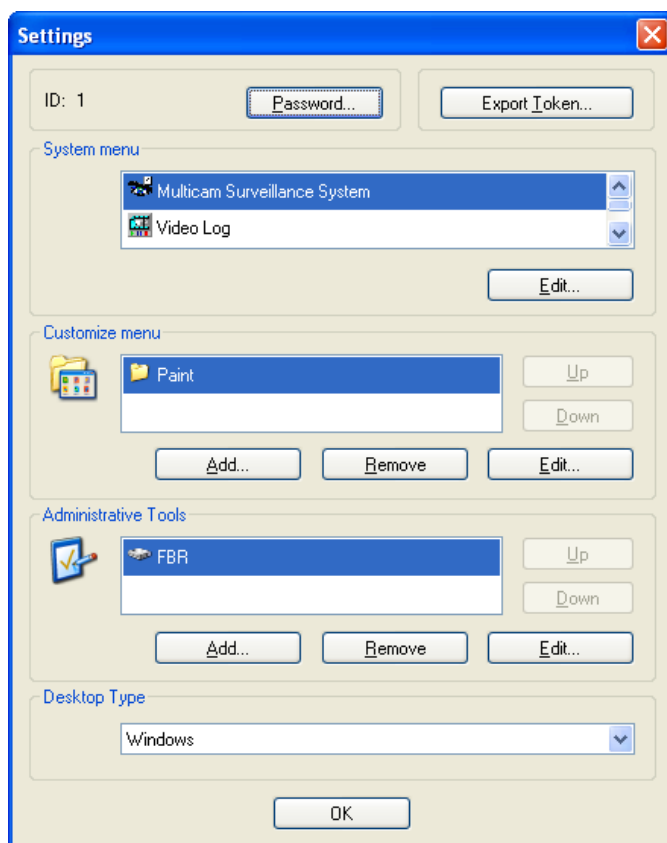 Settings
ID: 1
Password...
Export Token...
System menu
Multicam Surveillance System
Video Log
Edit...
Customize menu
Paint
Up
Down
Add...
Remove
Edit...
Administrative Tools
FBR
Up
Down
Add...
Remove
Edit...
Desktop Type
Windows
OK